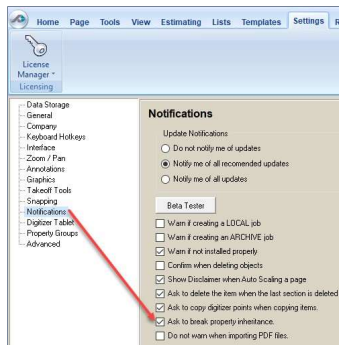 Home Page Tools View Estimating Lists Templates Settings R
License
Manager
Licensing
Data Storage
General
Company
Keyboard Hotkeys
Interface
Zoom / Pan
Annotations
Graphics
Takeoff Tools
Snapping
Notifications
Digitizer Tablet
Property Groups
Advanced
Notifications
Update Notifications
Do not notify me of updates
Notify me of all recomended updates
Notify me of all updates
Beta Tester
Warn if creating a LOCAL job
Warn if creating an ARCHIVE job
Warn if not installed properly
Confirm when deleting objects
Show Disclaimer when Auto Scaling a page
Ask to delete the item when the last section is deleted
Ask to copy digitizer points when copying items.
Ask to break property inheritance.
Do not warn when importing PDF files.